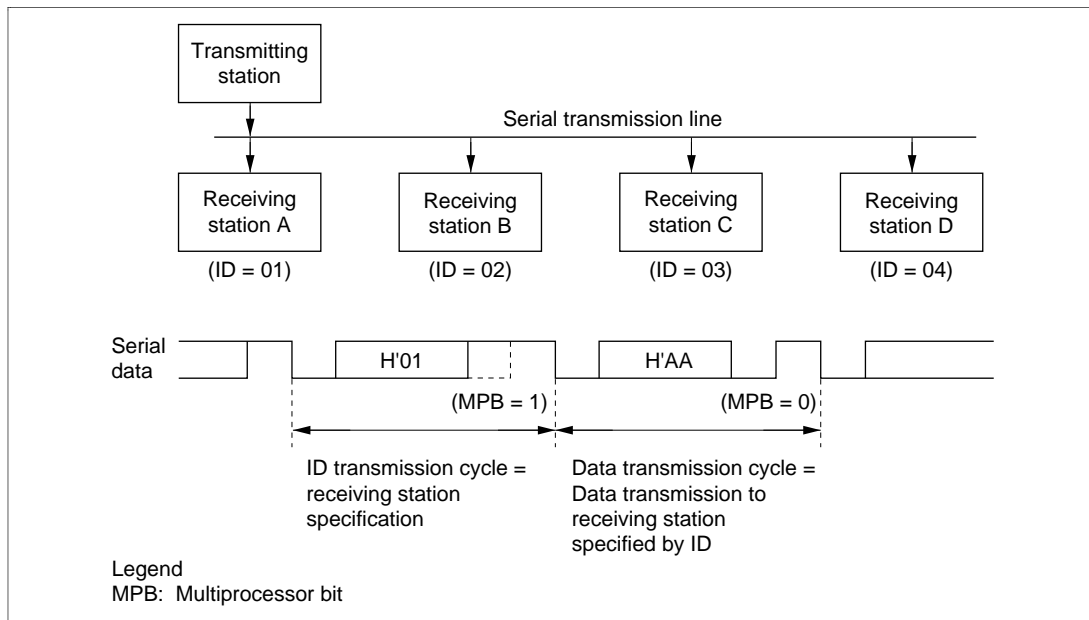 Transmitting
station
Serial transmission line
Receiving
station A
Receiving
station B
Receiving
station C
Receiving
station D
(ID = 01)
(ID = 02)
(ID = 03)
(ID = 04)
Serial
data
H'01
H'AA
(MPB = 1)
(MPB = 0)
ID transmission cycle =
receiving station
specification
Data transmission cycle =
Data transmission to
receiving station
specified by ID
Legend
MPB: Multiprocessor bit